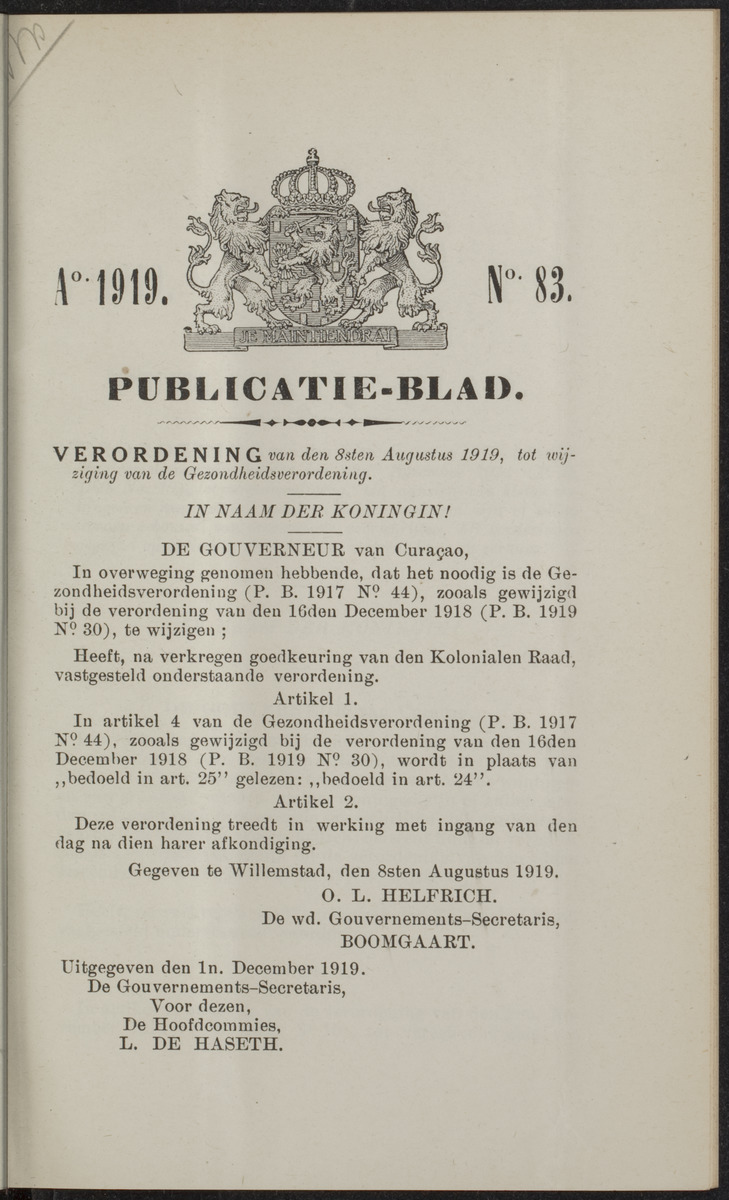 Aº. 1919.
Nº. 83.
JE MAINTIENDRAI
PUBLICATIE-BLAD.
VERORDENING van den 8sten Augustus 1919, tot wij-
ziging van de Gezondheidsverordening.
IN NAAM DER KONINGIN!
DE GOUVERNEUR van Curaçao,
In overweging genomen hebbende, dat het noodig is de Ge-
zondheidsverordening (P. B. 1917 Nº 44), zooals gewijzigd
bij de verordening van den 16den December 1918 (P. B. 1919
Nº 30), te wijzigen ;
Heeft, na verkregen goedkeuring van den Kolonialen Raad,
vastgesteld onderstaande verordening.
Artikel 1.
In artikel 4 van de Gezondheidsverordening (P. B. 1917
Nº 44), zooals gewijzigd bij de verordening van den 16den
December 1918 (P. B. 1919 Nº 30), wordt in plaats van
,,bedoeld in art. 25’’ gelezen: ,,bedoeld in art. 24’’.
Artikel 2.
Deze verordening treedt in werking met ingang van den
dag na dien harer afkondiging.
Gegeven te Willemstad, den 8sten Augustus 1919.
O. L. HELFRICH.
De wd. Gouvernements-Secretaris,
BOOMGAART.
Uitgegeven den 1n. December 1919.
De Gouvernements-Secretaris,
Voor dezen,
De Hoofdcommies,
L. DE HASETH.